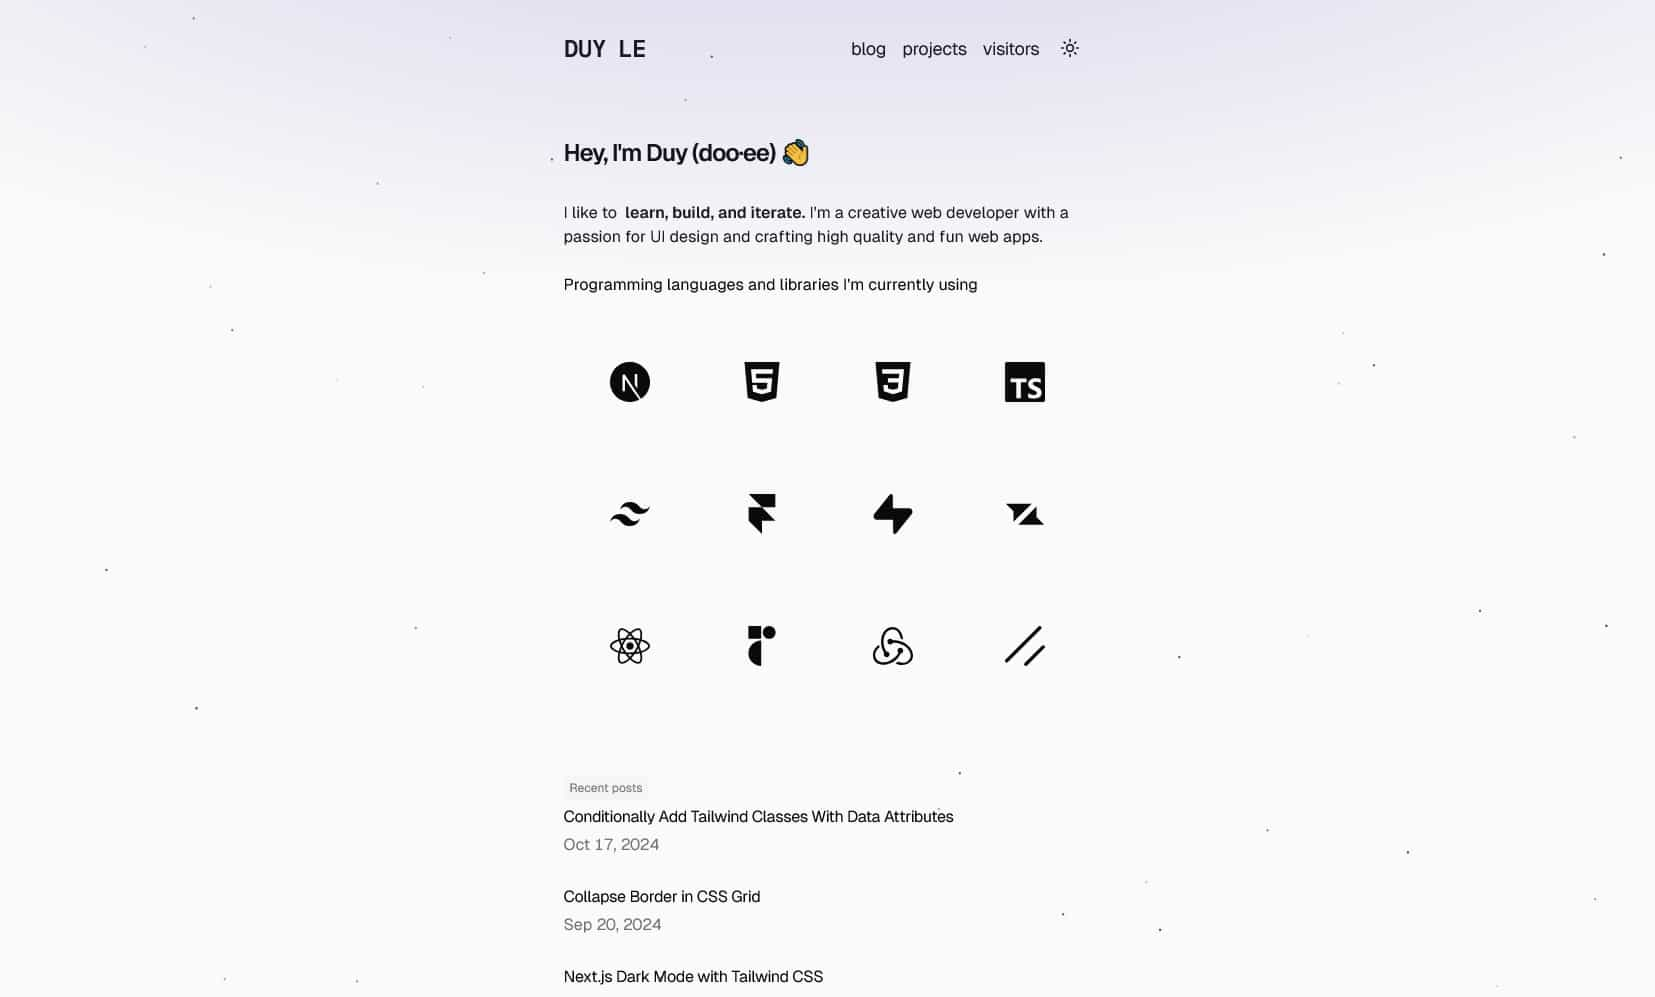 DUY LE
blog projects visitors
Hey, I'm Duy (doo·ee) 👋
I like to learn, build, and iterate. I'm a creative web developer with a
passion for UI design and crafting high quality and fun web apps.
Programming languages and libraries I'm currently using
N 5 3 TS
Recent posts
Conditionally Add Tailwind Classes With Data Attributes
Oct 17, 2024
Collapse Border in CSS Grid
Sep 20, 2024
Next.js Dark Mode with Tailwind CSS